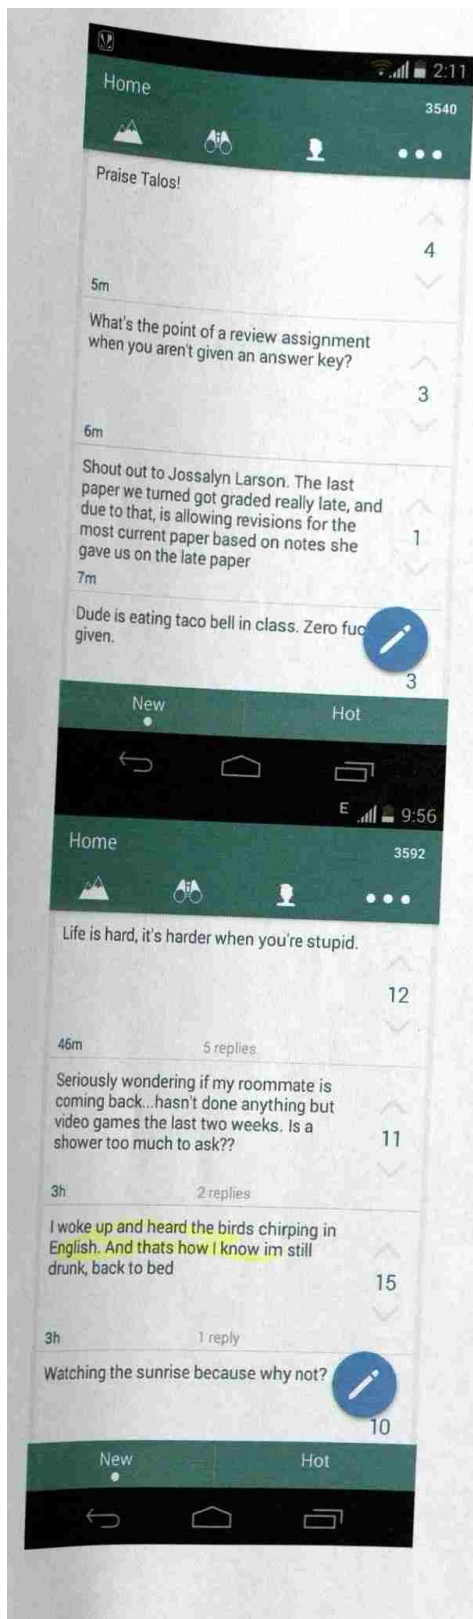 2:11
Home
3540
Praise Talos!
4
5m
What's the point of a review assignment
when you aren't given an answer key?
3
6m
Shout out to Jossalyn Larson. The last
paper we turned got graded really late, and
due to that, is allowing revisions for the
most current paper based on notes she
gave us on the late paper
1
7m
Dude is eating taco bell in class. Zero fuc
given.
3
New
Hot
E 9:56
Home
3592
Life is hard, it's harder when you're stupid.
12
46m
5 replies
Seriously wondering if my roommate is
coming back...hasn't done anything but
video games the last two weeks. Is a
shower too much to ask??
11
3h
2 replies
I woke up and heard the birds chirping in
English. And thats how I know im still
drunk, back to bed
15
3h
1 reply
Watching the sunrise because why not?
10
New
Hot